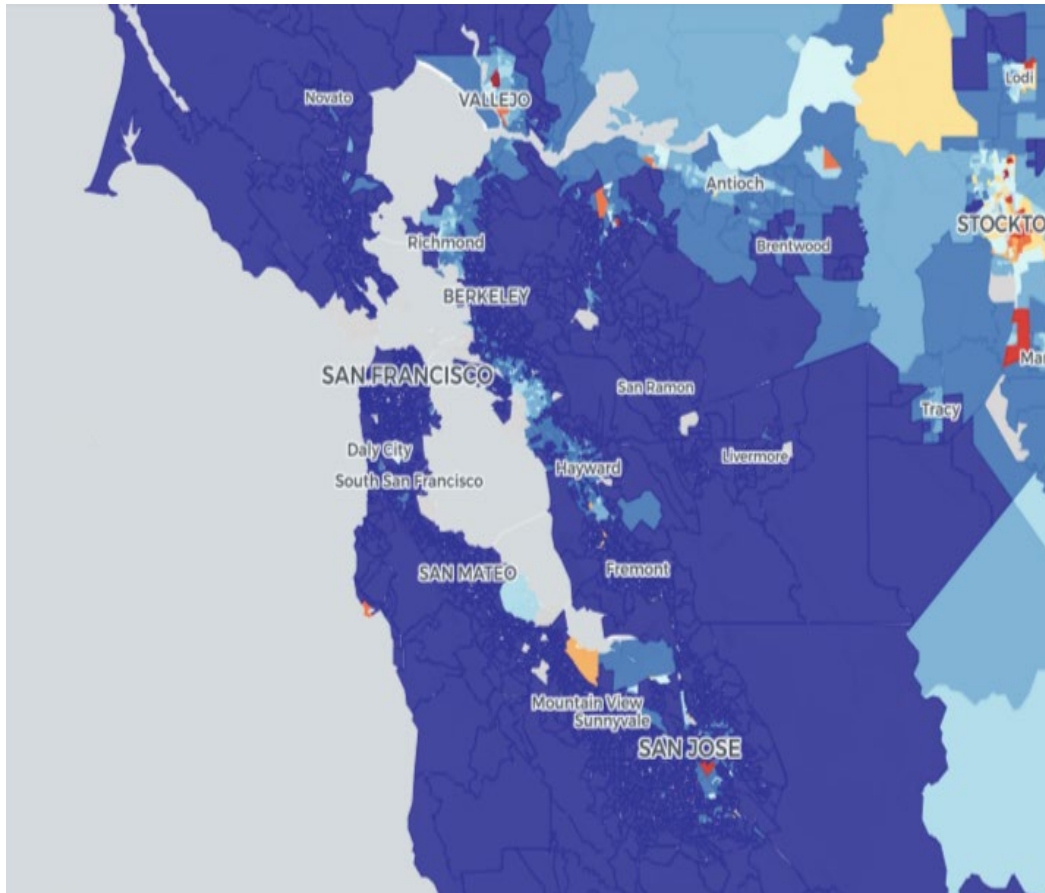 Novato
VALLEJO
Lodi
Antioch
STOCKTO
Richmond
Brentwood
BERKELEY
SAN FRANCISCO
San Ramon
Mar
Tracy
Daly City
Hayward
Livermore
South San Francisco
SAN MATEO
Fremont
Mountain View
Sunnyvale
SAN JOSE